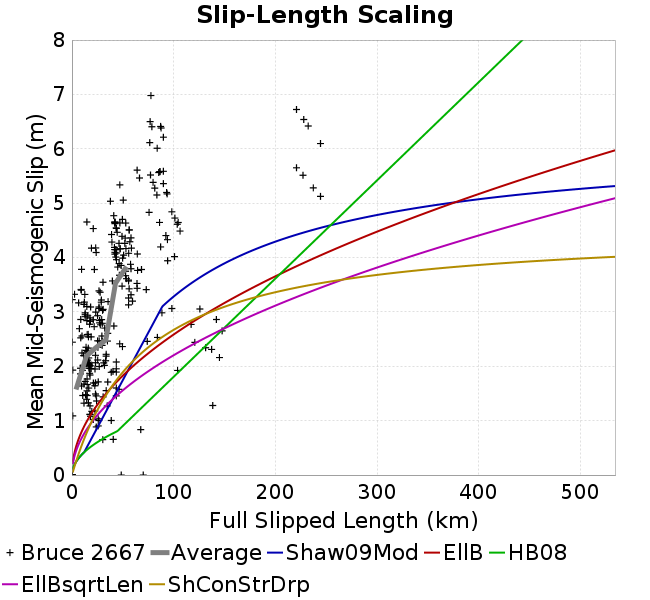 Slip-Length Scaling
Mean Mid-Seismogenic Slip (m)
8
7
6
5
4
3
2
1
0
0 100 200 300 400 500
Full Slipped Length (km)
Bruce 2667 Average Shaw09Mod EllB HB08
EllBsqrtLen ShConStrDrp